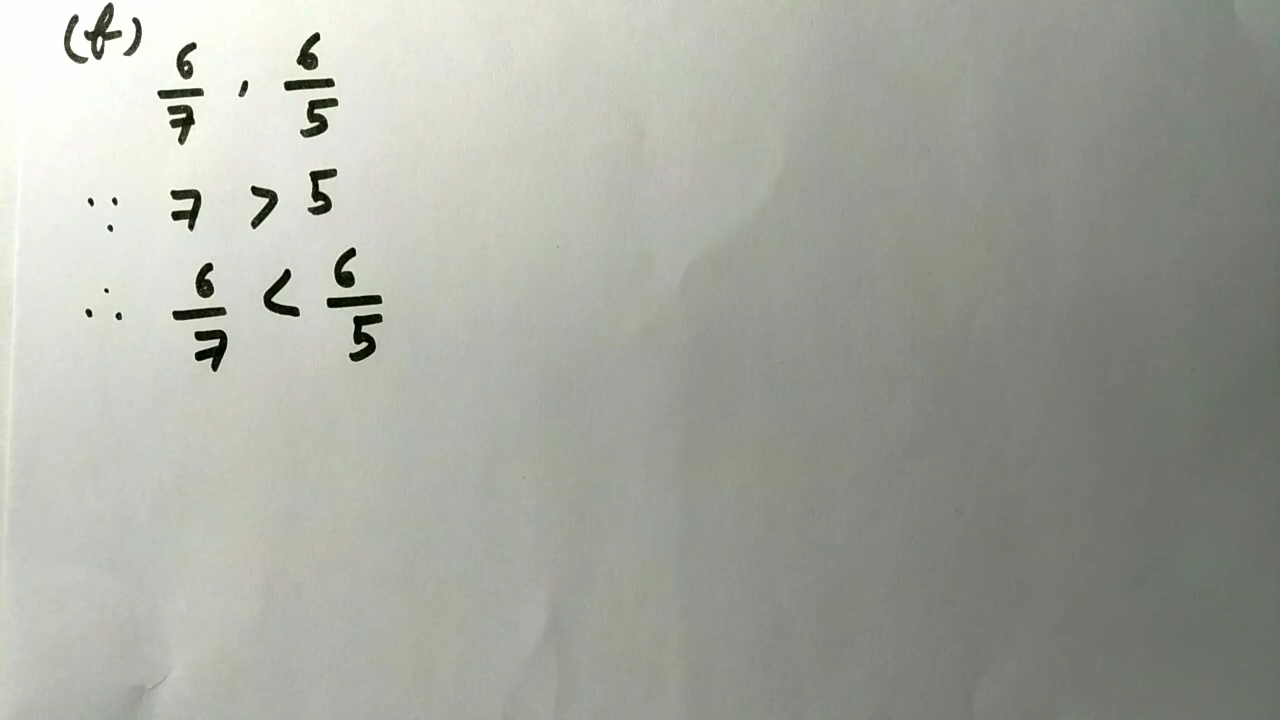 (f) 6/7 , 6/5
∵ 7 > 5
∴ 6/7 < 6/5